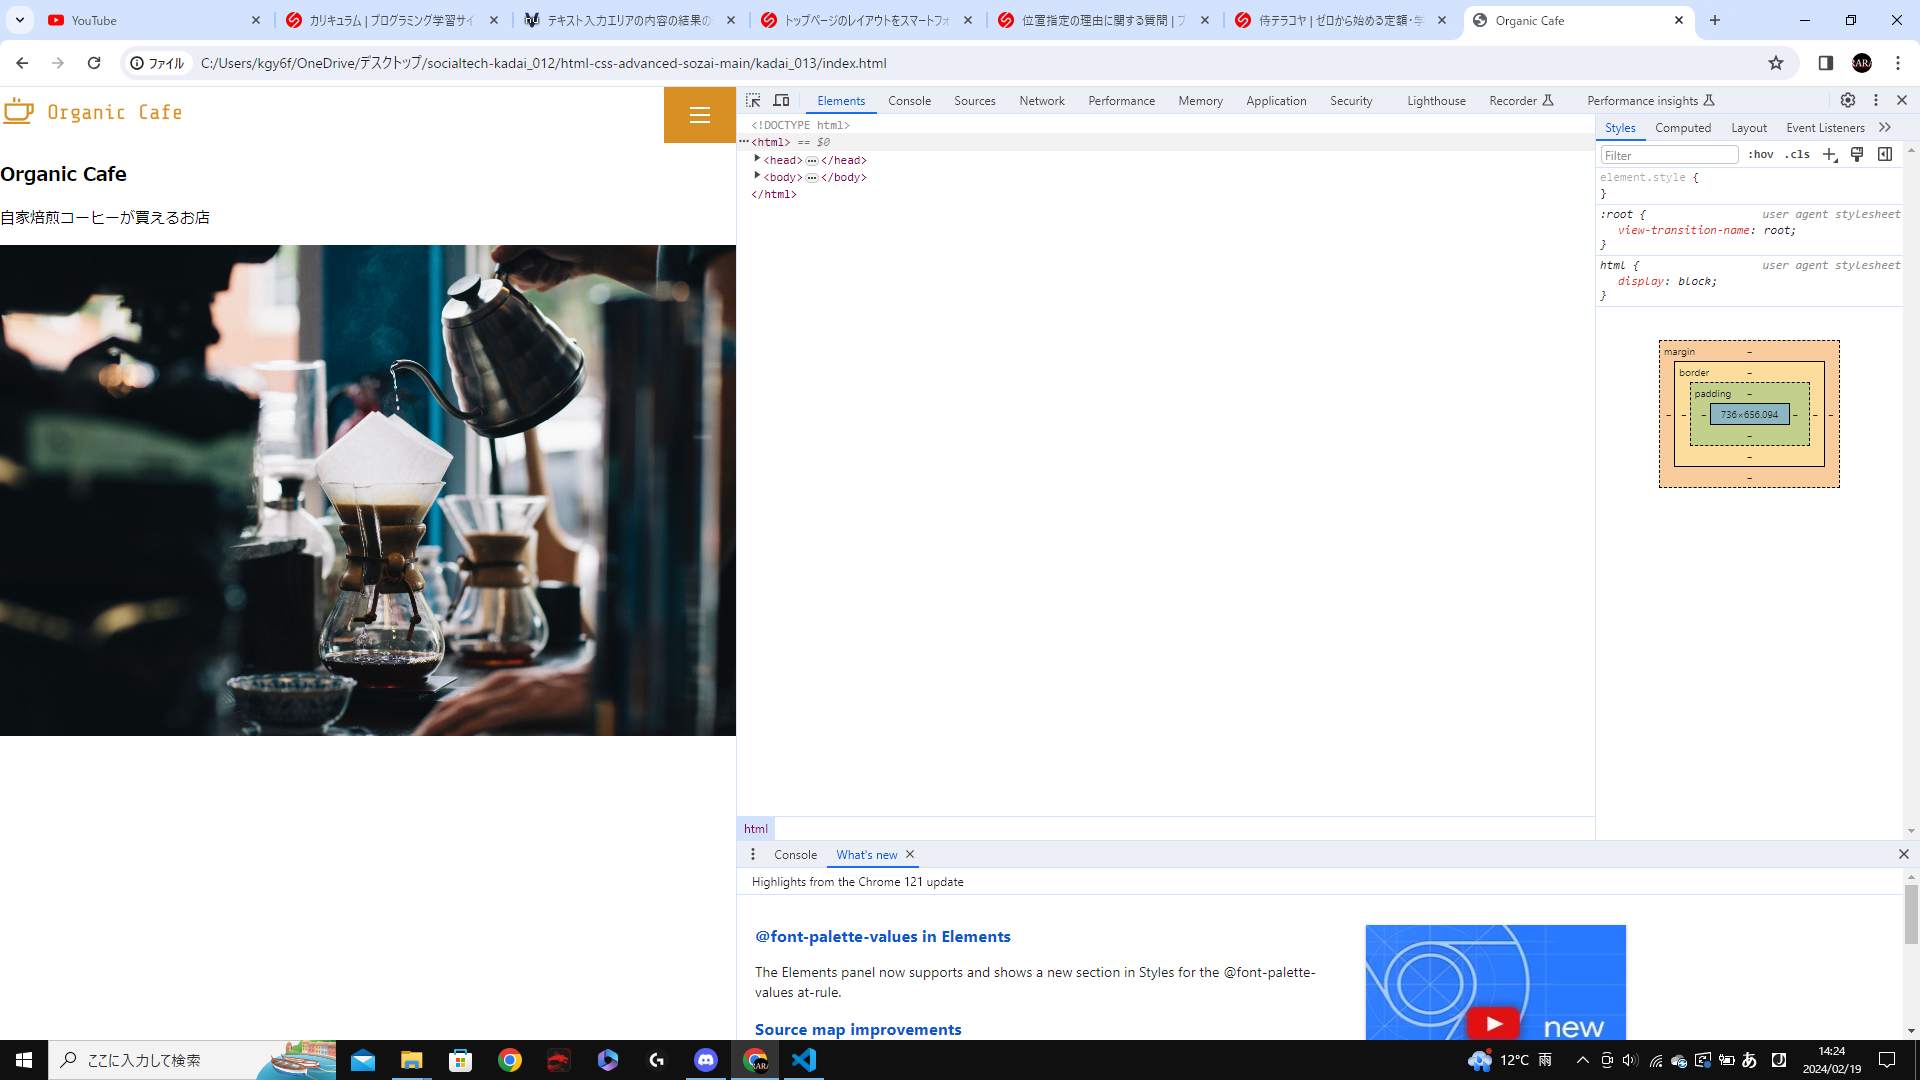 YouTube
カリキュラム | プログラミング学習サイ
テキスト入力エリアの内容の結果の
トップページのレイアウトをスマートフォ
位置指定の理由に関する質問 | プ
侍テラコヤ | ゼロから始める定額・学
Organic Cafe
ファイル
C:/Users/kgy6f/OneDrive/デスクトップ/socialtech-kadai_012/html-css-advanced-sozai-main/kadai_013/index.html
Organic Cafe
Organic Cafe
自家焙煎コーヒーが買えるお店
Elements
Console
Sources
Network
Performance
Memory
Application
Security
Lighthouse
Recorder
Performance insights
<!DOCTYPE html>
<html> == $0
<head> … </head>
<body> … </body>
</html>
html
Styles
Computed
Layout
Event Listeners
Filter
:hov
.cls
element.style {
}
:root { user agent stylesheet
view-transition-name: root;
}
html { user agent stylesheet
display: block;
}
margin –
border –
padding –
– – – 736×656.094 – – –
–
–
–
Console
What's new
Highlights from the Chrome 121 update
@font-palette-values in Elements
The Elements panel now supports and shows a new section in Styles for the @font-palette-
values at-rule.
Source map improvements
new
ここに入力して検索
12°C 雨
あ
14:24
2024/02/19